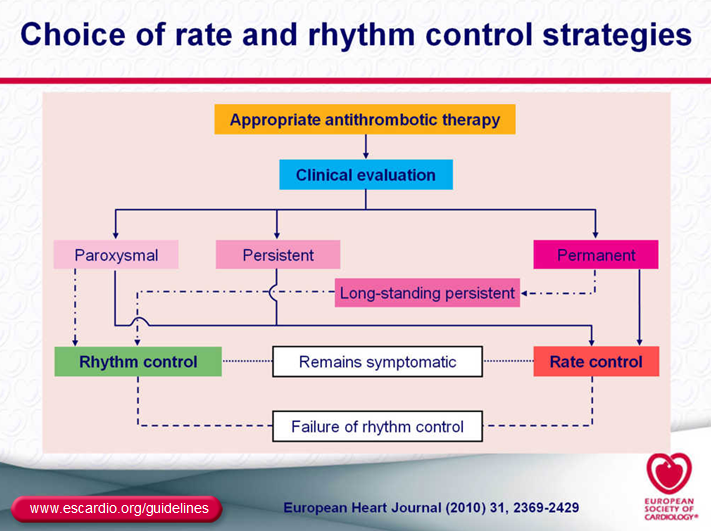 Choice of rate and rhythm control strategies
Appropriate antithrombotic therapy
Clinical evaluation
Paroxysmal
Persistent
Permanent
Long-standing persistent
Rhythm control
Remains symptomatic
Rate control
Failure of rhythm control
www.escardio.org/guidelines
European Heart Journal (2010) 31, 2369-2429
EUROPEAN
SOCIETY OF
CARDIOLOGY®